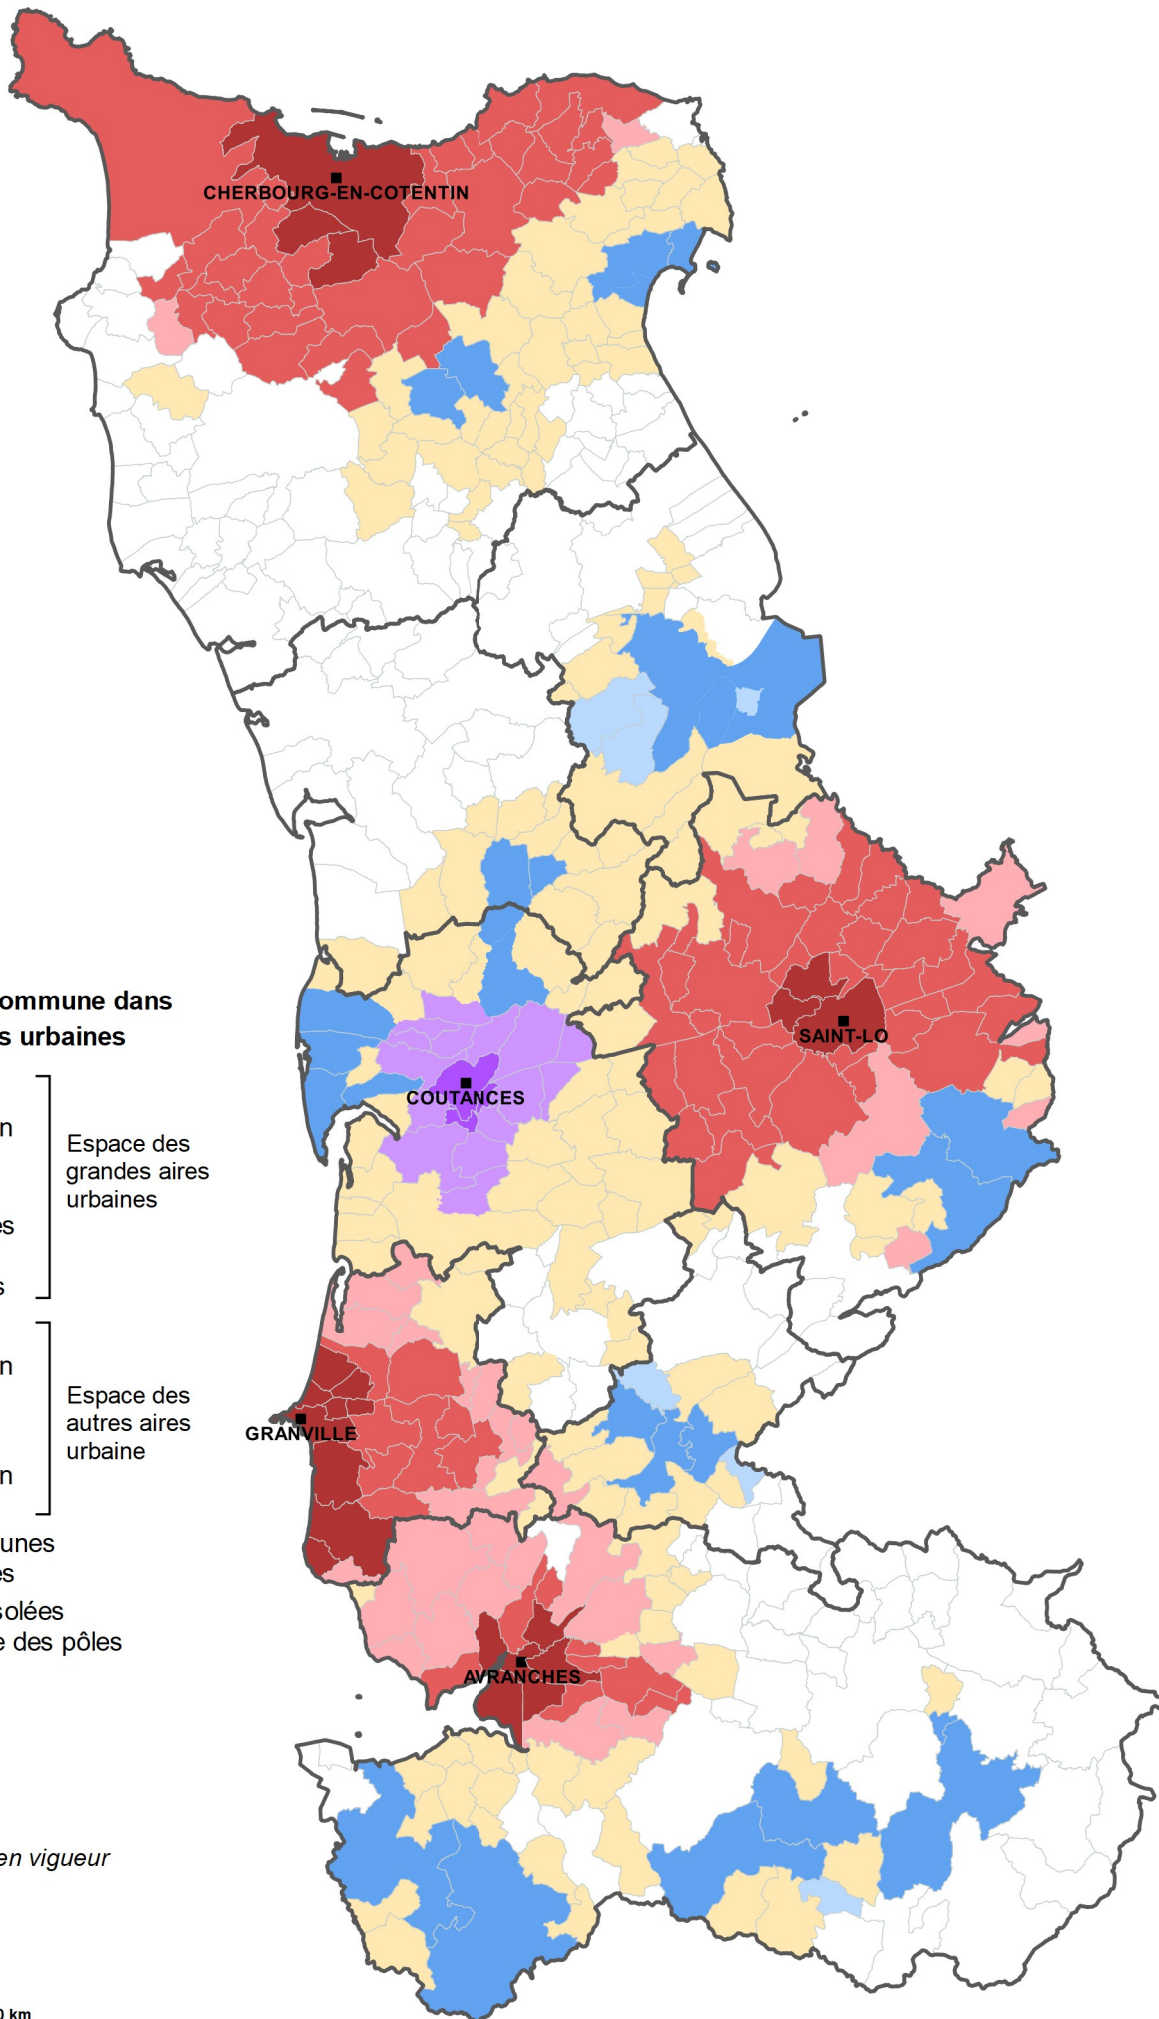 CHERBOURG-EN-COTENTIN
ommune dans
s urbaines
SAINT-LO
COUTANCES
n
Espace des
grandes aires
urbaines
es
s
n
Espace des
autres aires
urbaine
GRANVILLE
n
unes
es
solées
e des pôles
AVRANCHES
en vigueur
0 km